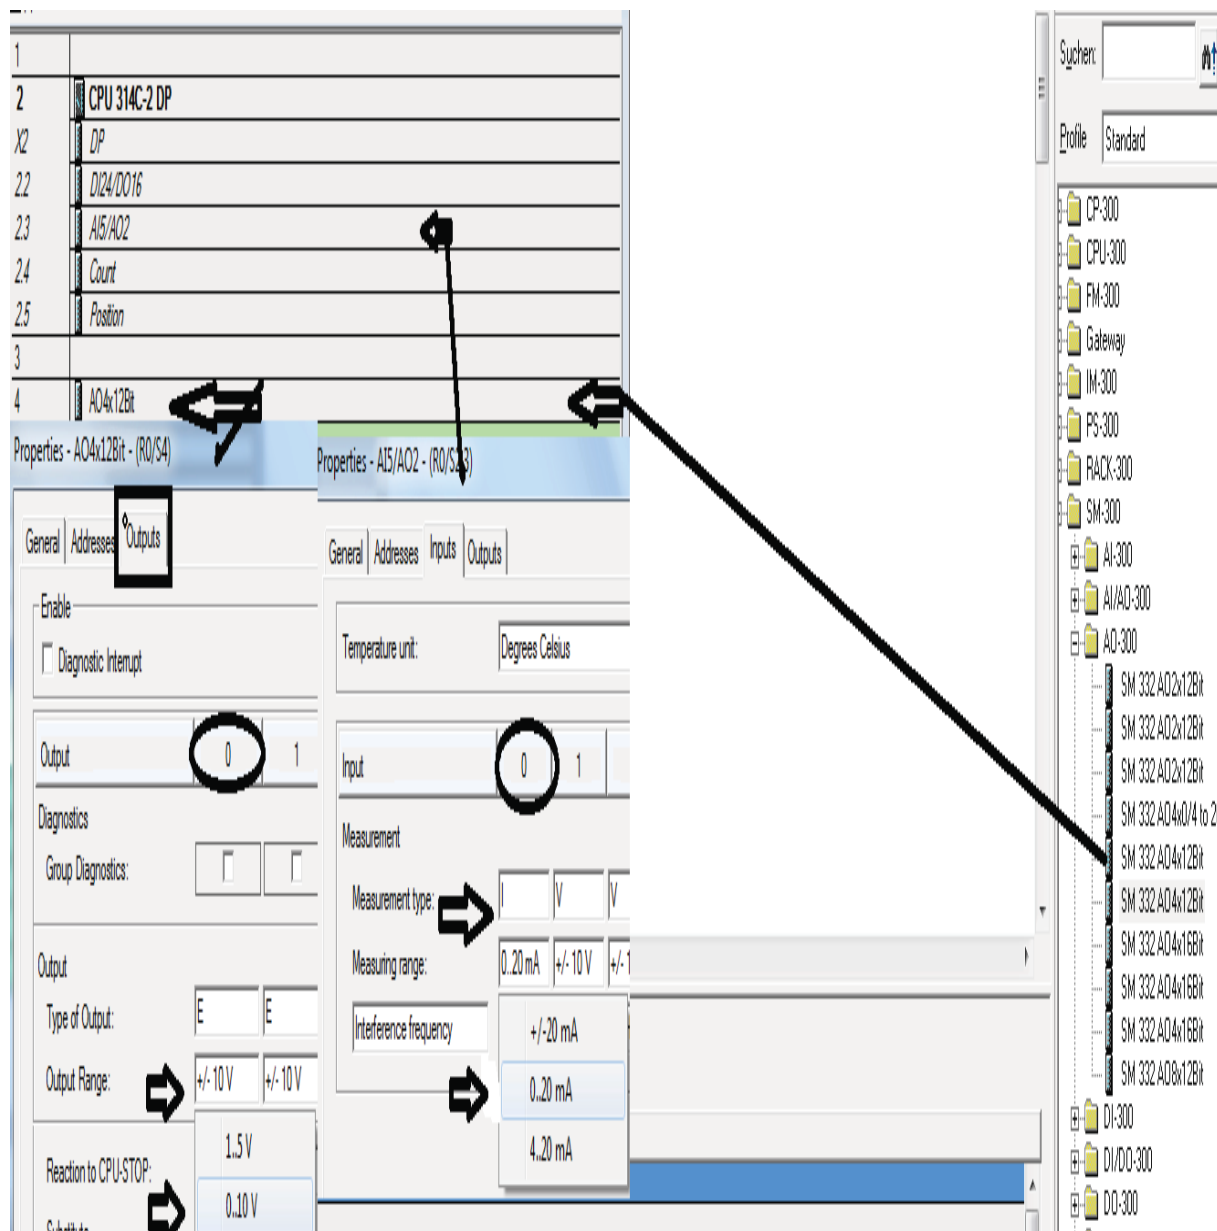 1
2 CPU 314C-2 DP
X2 DP
2.2 DI24/DO16
2.3 AI5/AO2
2.4 Count
2.5 Position
3
4 AO4x12Bit
Properties - AO4x12Bit - (R0/S4)
General Addresses Outputs
Enable
Diagnostic Interrupt
Output 0 1
Diagnostics
Group Diagnostics:
Output
Type of Output: E E
Output Range: +/- 10 V +/- 10 V
1..5 V
Reaction to CPU-STOP:
0..10 V
Properties - AI5/AO2 - (R0/S2.3)
General Addresses Inputs Outputs
Temperature unit: Degrees Celsius
Input 0 1
Measurement
Measurement type: I V V
Measuring range: 0..20 mA +/- 10 V +/- 1
Interference frequency
+/-20 mA
0..20 mA
4..20 mA
Suchen:
Profile Standard
CP-300
CPU-300
FM-300
Gateway
IM-300
PS-300
RACK-300
SM-300
AI-300
AI/AO-300
AO-300
SM 332 AO2x12Bit
SM 332 AO2x12Bit
SM 332 AO2x12Bit
SM 332 AO4x0/4 to 2
SM 332 AO4x12Bit
SM 332 AO4x12Bit
SM 332 AO4x16Bit
SM 332 AO4x16Bit
SM 332 AO4x16Bit
SM 332 AO8x12Bit
DI-300
DI/DO-300
DO-300